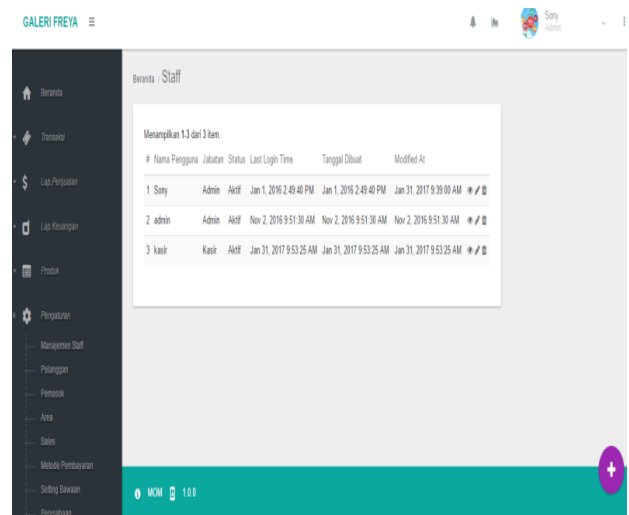 GALERI FREYA
Sony
Admin
Beranda
Transaksi
Lap.Penjualan
Lap.Keuangan
Produk
Pengaturan
Manajemen Staff
Pelanggan
Pemasok
Area
Sales
Metode Pembayaran
Setting Bawaan
Perusahaan
Beranda / Staff
Menampilkan 1-3 dari 3 item.
# Nama Pengguna Jabatan Status Last Login Time Tanggal Dibuat Modified At
1 Sony Admin Aktif Jan 1, 2016 2:49:40 PM Jan 1, 2016 2:49:40 PM Jan 31, 2017 9:39:00 AM
2 admin Admin Aktif Nov 2, 2016 9:51:30 AM Nov 2, 2016 9:51:30 AM Nov 2, 2016 9:51:30 AM
3 kasir Kasir Aktif Jan 31, 2017 9:53:25 AM Jan 31, 2017 9:53:25 AM Jan 31, 2017 9:53:25 AM
MOM 1.0.0